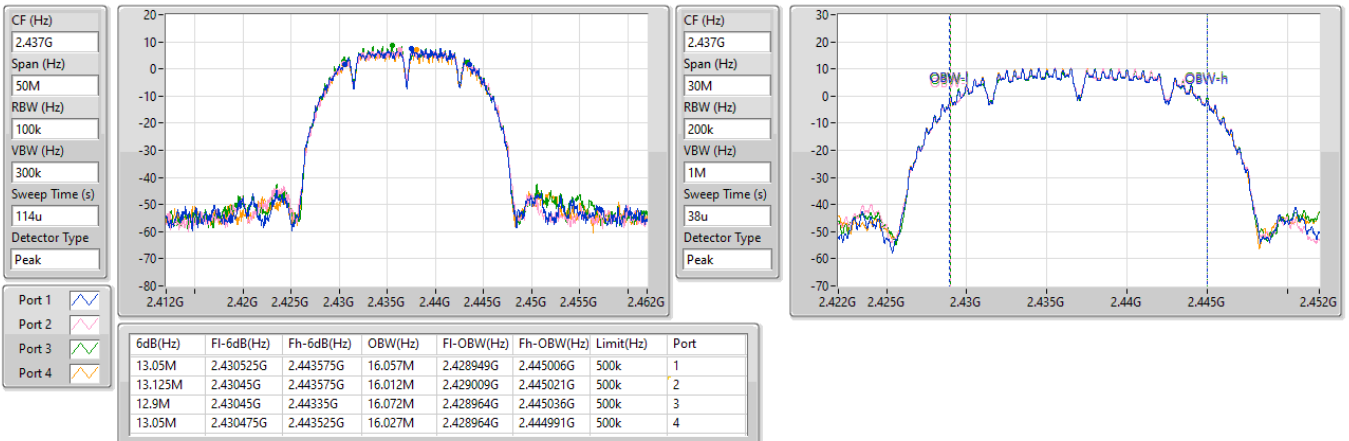 CF (Hz)
2.437G
Span (Hz)
50M
RBW (Hz)
100k
VBW (Hz)
300k
Sweep Time (s)
114u
Detector Type
Peak
20
10
0
-10
-20
-30
-40
-50
-60
-70
-80
2.412G 2.42G 2.425G 2.43G 2.435G 2.44G 2.445G 2.45G 2.455G 2.462G
CF (Hz)
2.437G
Span (Hz)
30M
RBW (Hz)
200k
VBW (Hz)
1M
Sweep Time (s)
38u
Detector Type
Peak
30
20
10
0
-10
-20
-30
-40
-50
-60
-70
OBW-l OBW-h
2.422G 2.425G 2.43G 2.435G 2.44G 2.445G 2.452G
Port 1
Port 2
Port 3
Port 4
6dB(Hz) Fl-6dB(Hz) Fh-6dB(Hz) OBW(Hz) Fl-OBW(Hz) Fh-OBW(Hz) Limit(Hz) Port
13.05M 2.430525G 2.443575G 16.057M 2.428949G 2.445006G 500k 1
13.125M 2.43045G 2.443575G 16.012M 2.429009G 2.445021G 500k 2
12.9M 2.43045G 2.44335G 16.072M 2.428964G 2.445036G 500k 3
13.05M 2.430475G 2.443525G 16.027M 2.428964G 2.444991G 500k 4